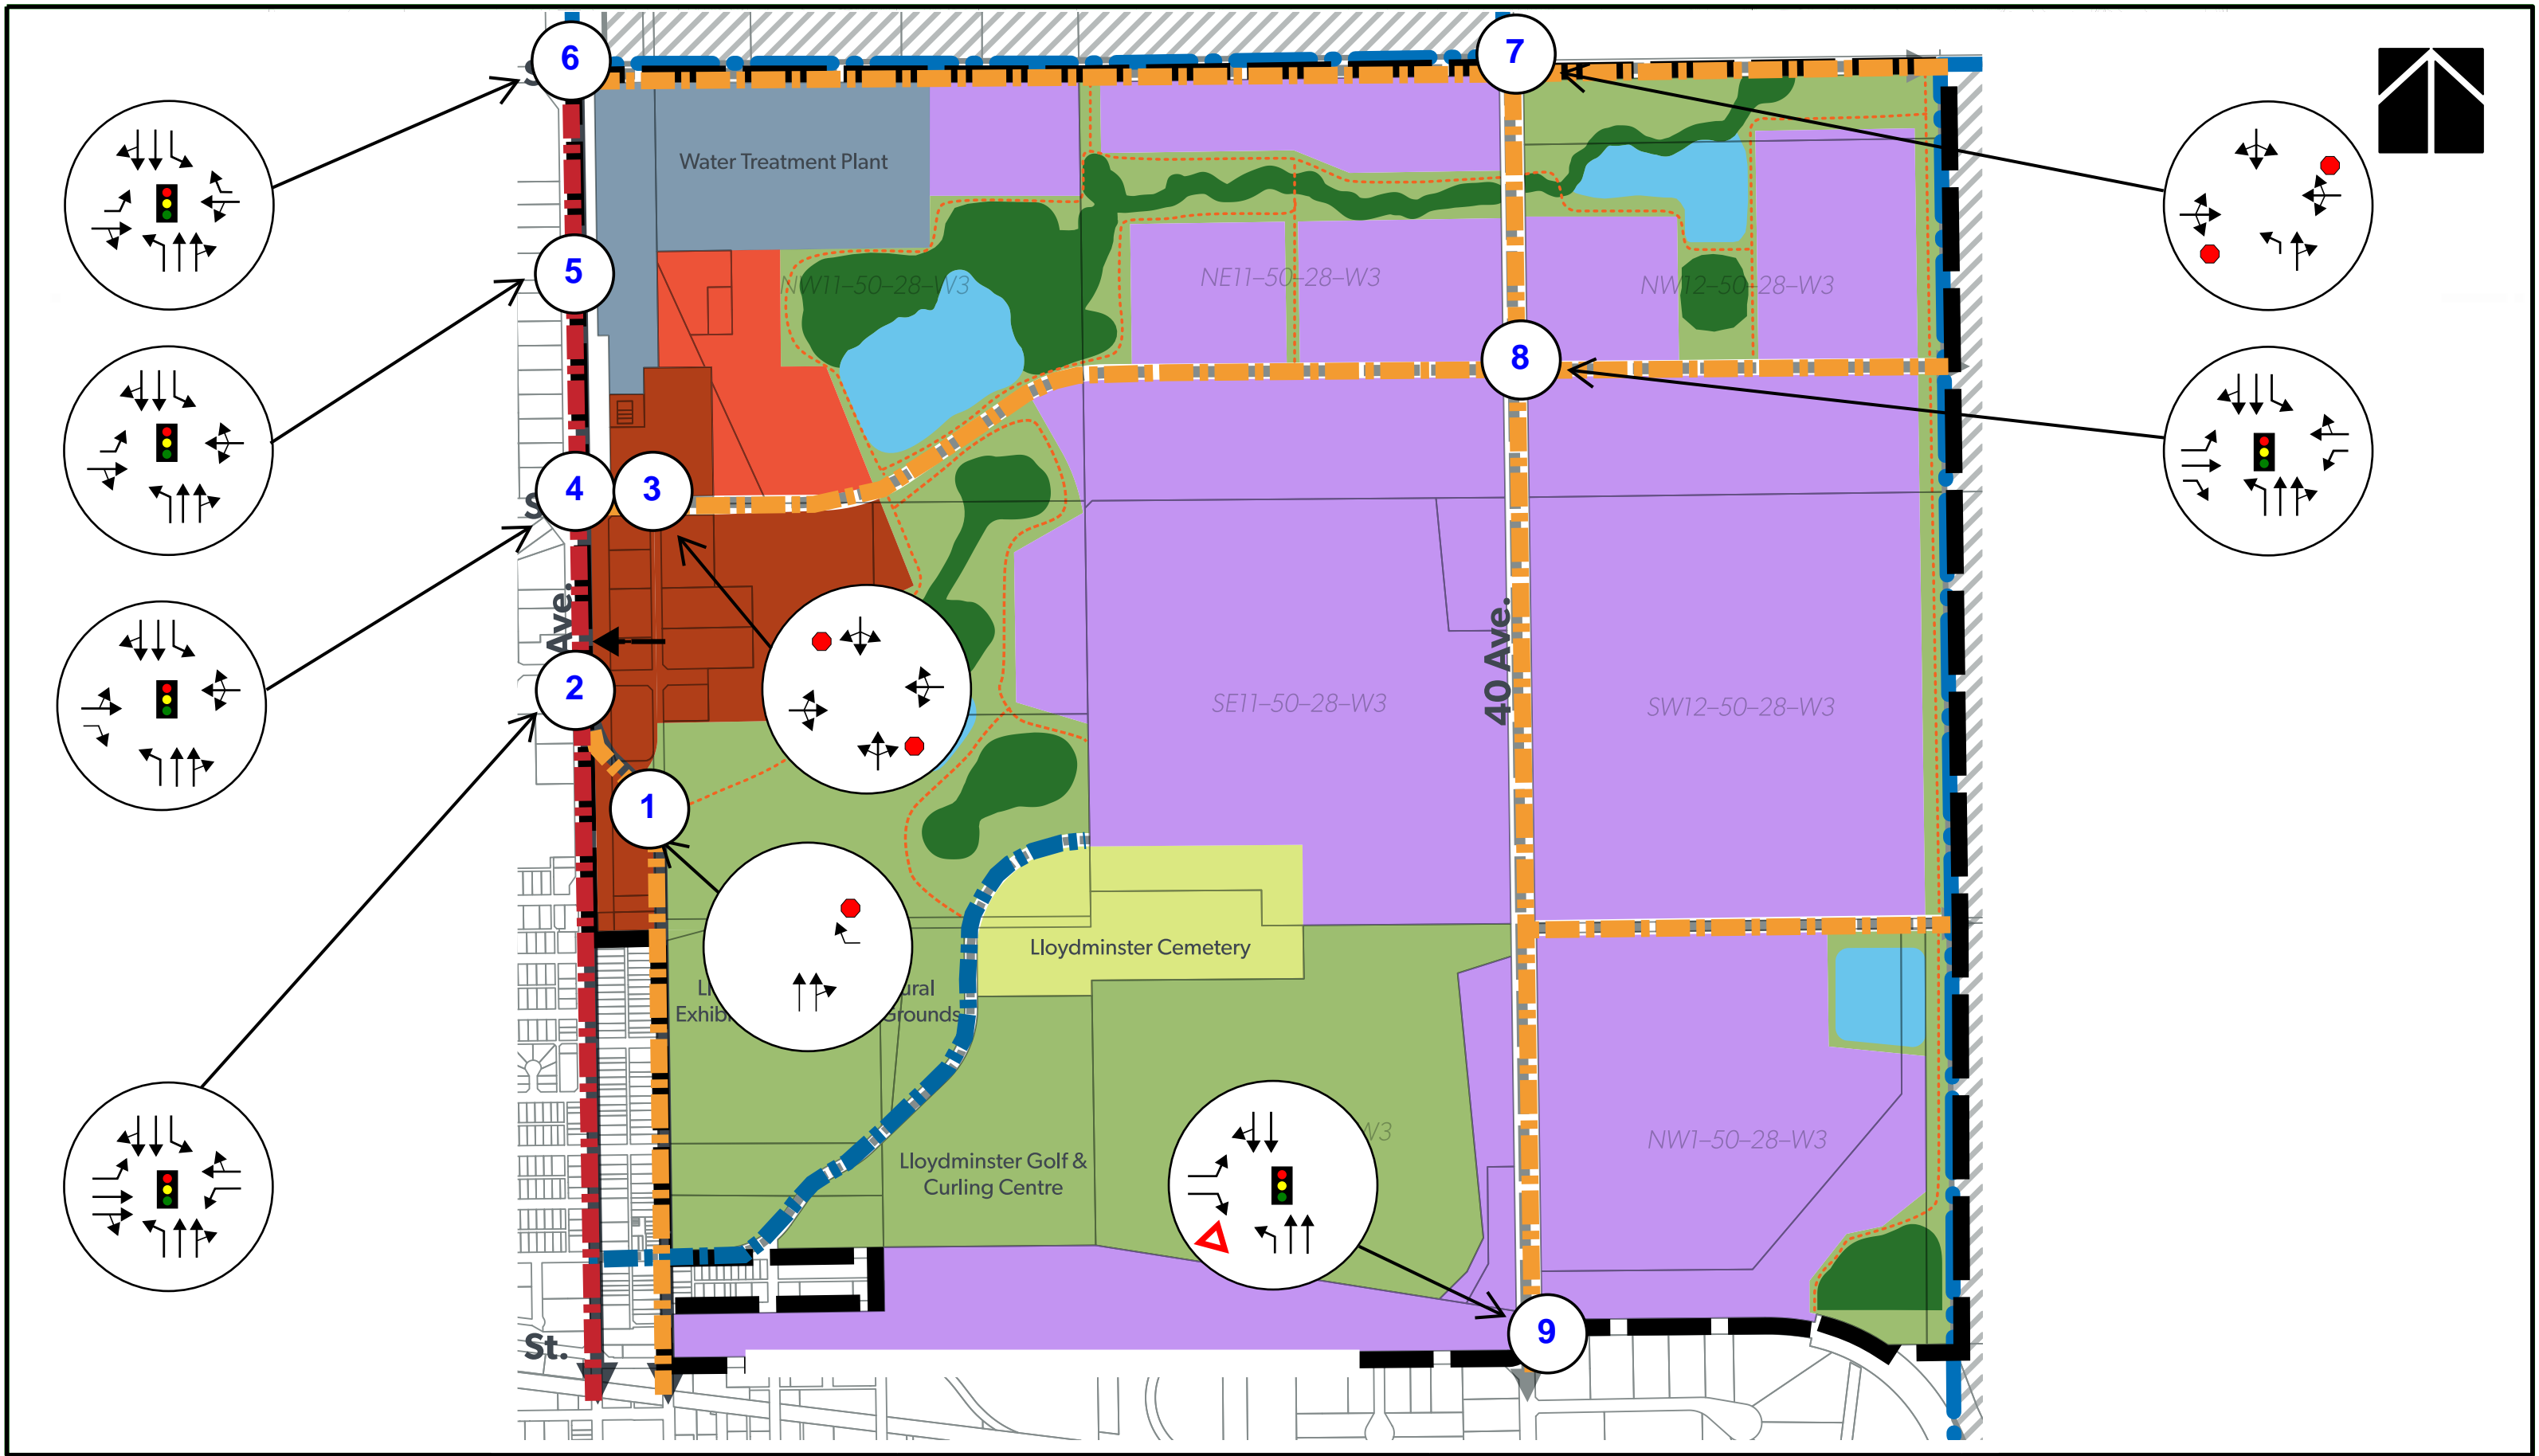 6
7
Water Treatment Plant
5
NW11–50–28–W3
NE11–50–28–W3
NW12–50–28–W3
8
4
3
Ave.
2
40 Ave.
SE11–50–28–W3
SW12–50–28–W3
1
Lloydminster Cemetery
ural
Grounds
W3
NW1–50–28–W3
Lloydminster Golf &
Curling Centre
9
St.